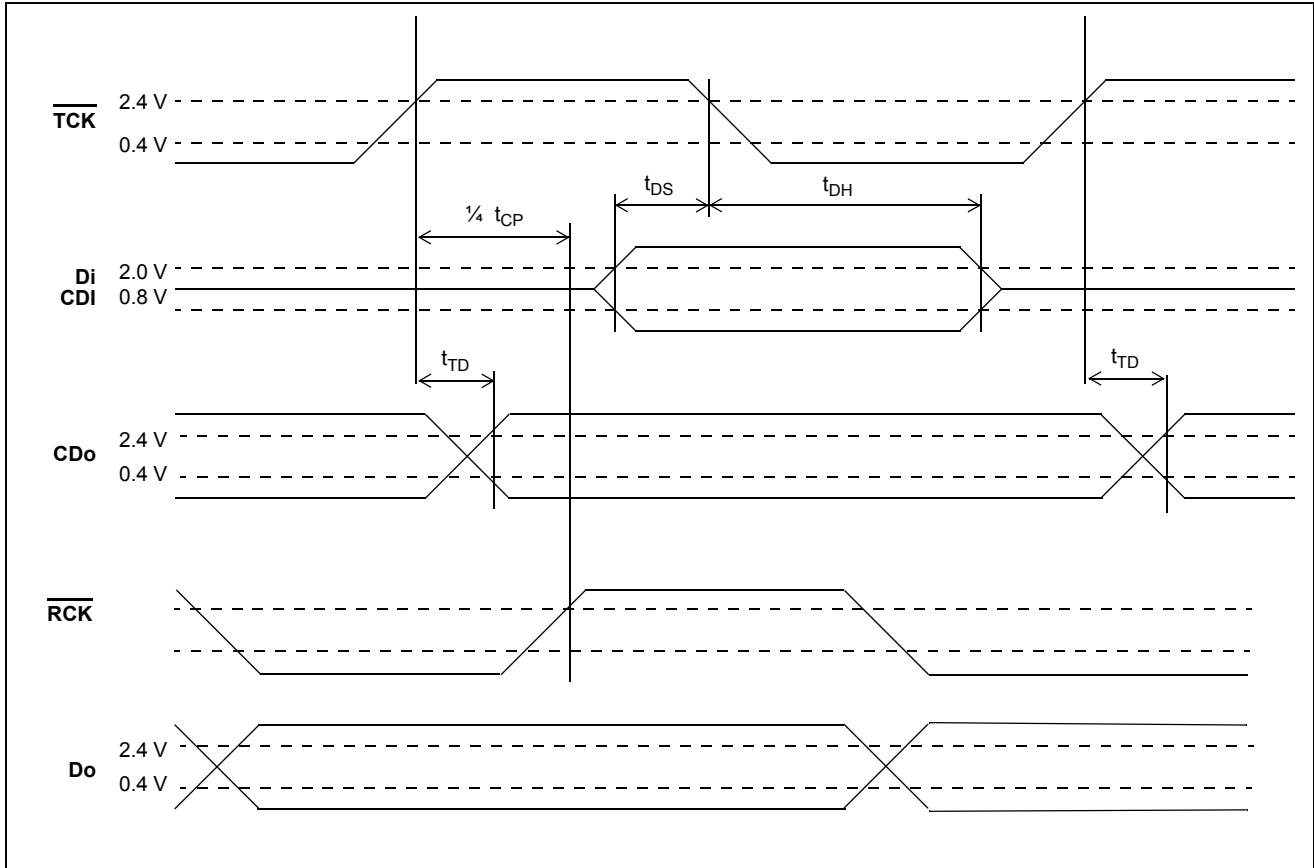 TCK
2.4 V
0.4 V
tDS
tDH
¼ tCP
Di
CDI
2.0 V
0.8 V
tTD
tTD
CDo
2.4 V
0.4 V
RCK
Do
2.4 V
0.4 V